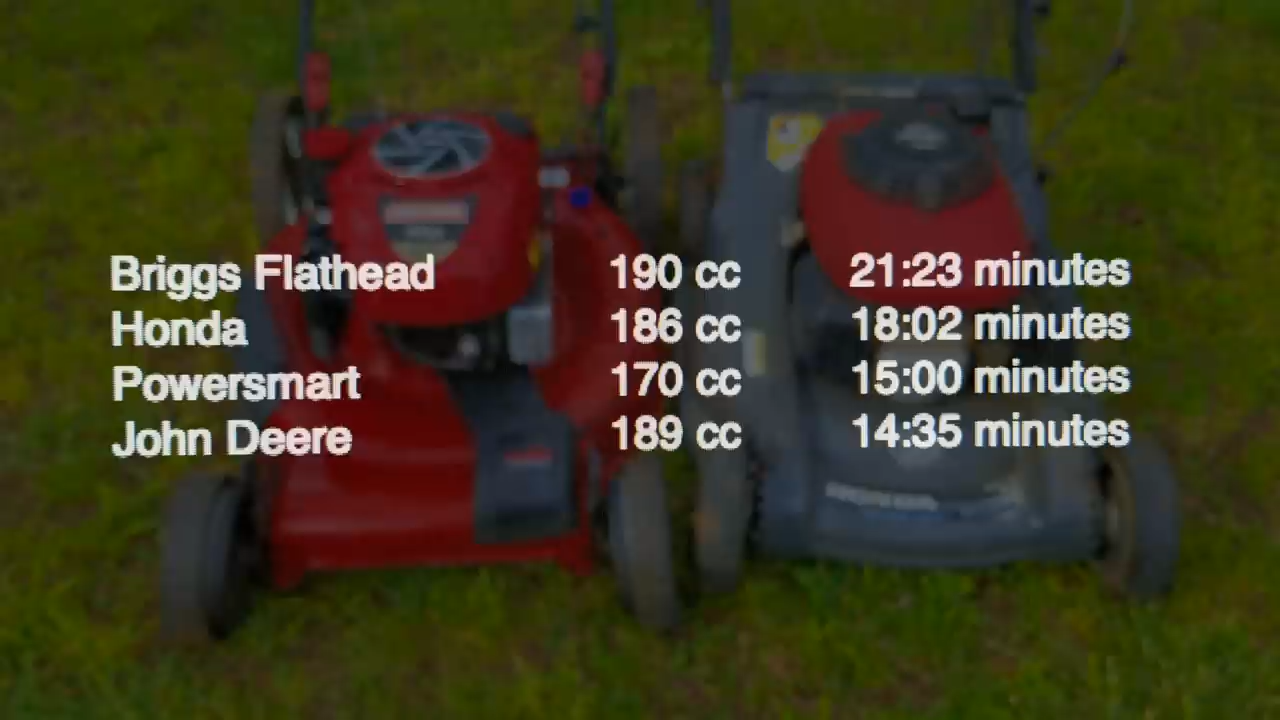 Briggs Flathead 190 cc 21:23 minutes
Honda 186 cc 18:02 minutes
Powersmart 170 cc 15:00 minutes
John Deere 189 cc 14:35 minutes
HONDA